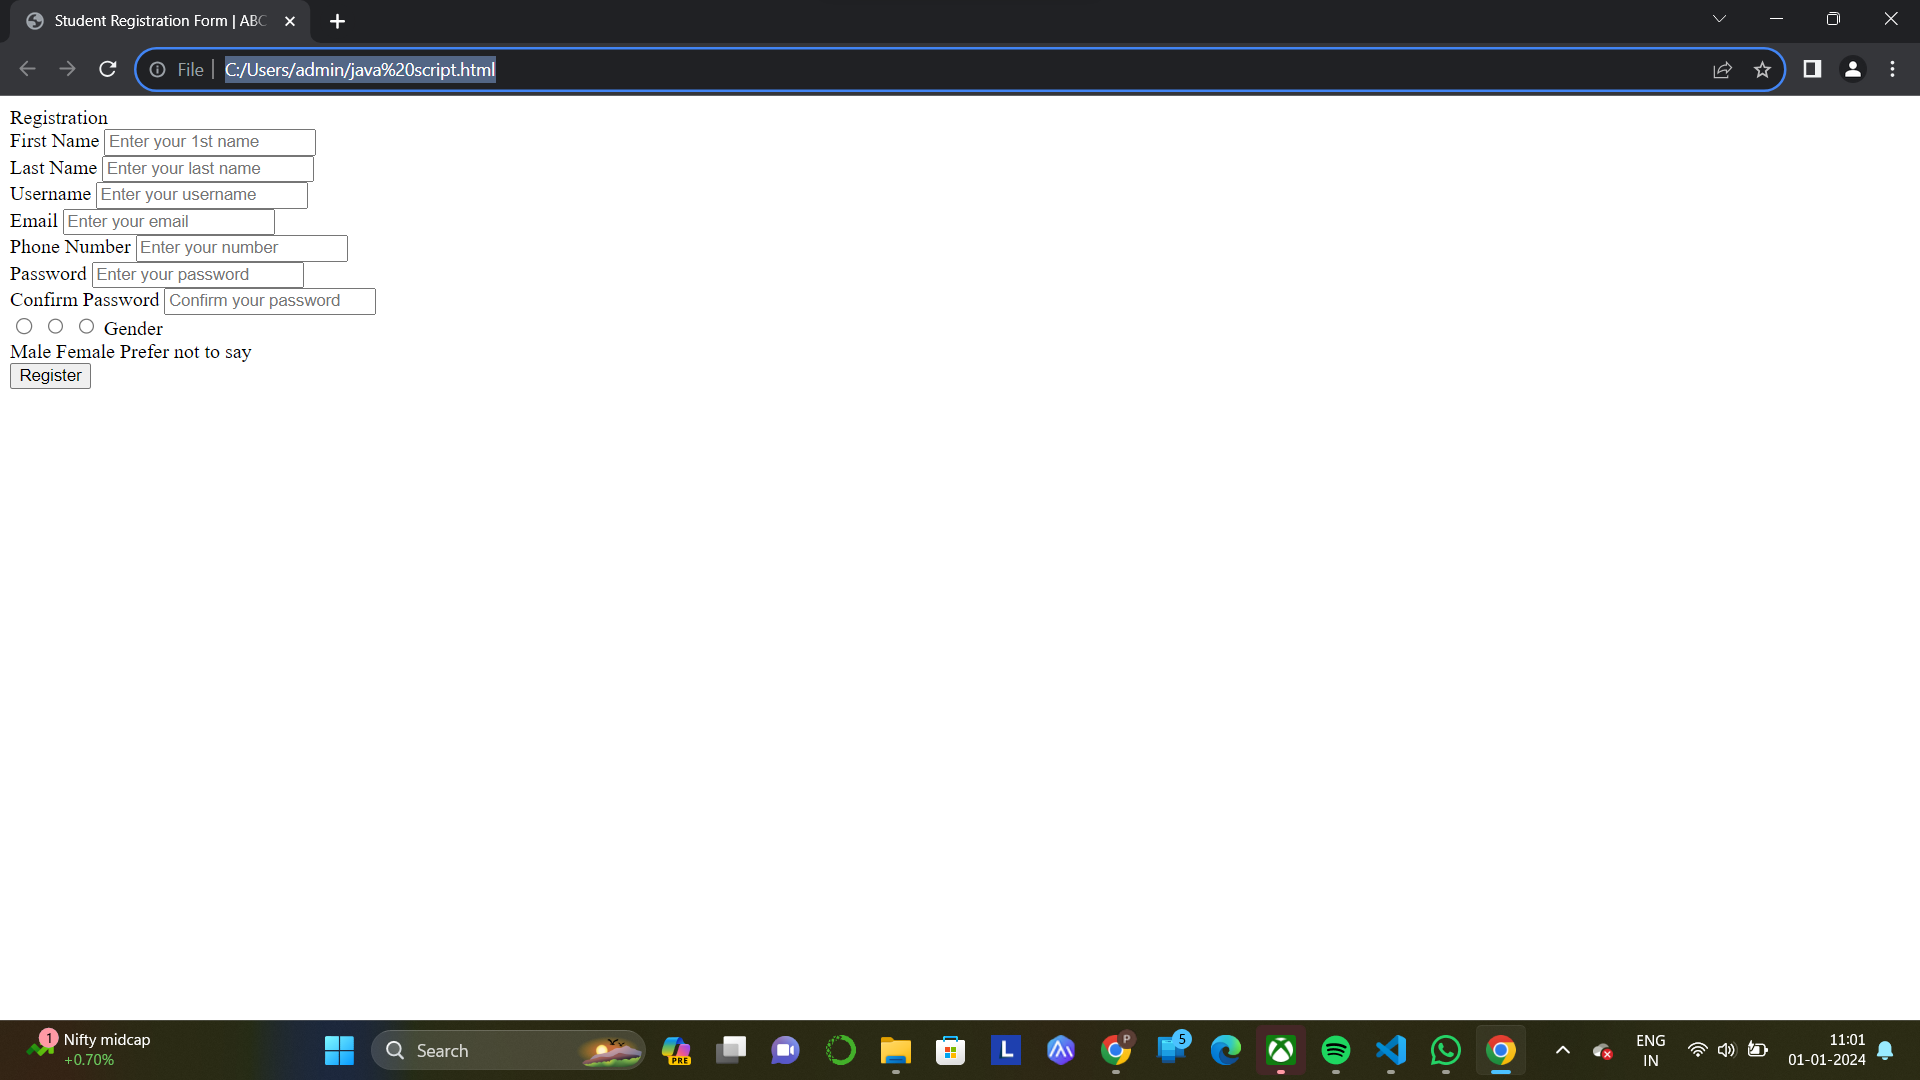 Student Registration Form | ABC
File | C:/Users/admin/java%20script.html
Registration
First Name Enter your 1st name
Last Name Enter your last name
Username Enter your username
Email Enter your email
Phone Number Enter your number
Password Enter your password
Confirm Password Confirm your password
Gender
Male Female Prefer not to say
Register
1 Nifty midcap
+0.70%
Search
PRE
L
P
5
ENG
IN
11:01
01-01-2024